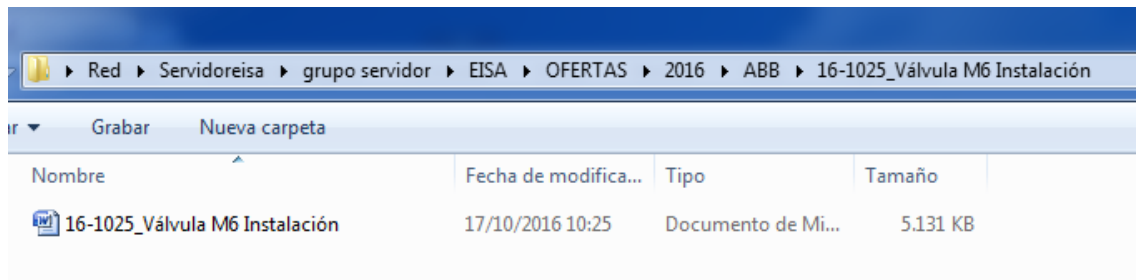 Red Servidoreisa grupo servidor EISA OFERTAS 2016 ABB 16-1025_Válvula M6 Instalación
ar Grabar Nueva carpeta
Nombre Fecha de modifica... Tipo Tamaño
16-1025_Válvula M6 Instalación 17/10/2016 10:25 Documento de Mi... 5.131 KB